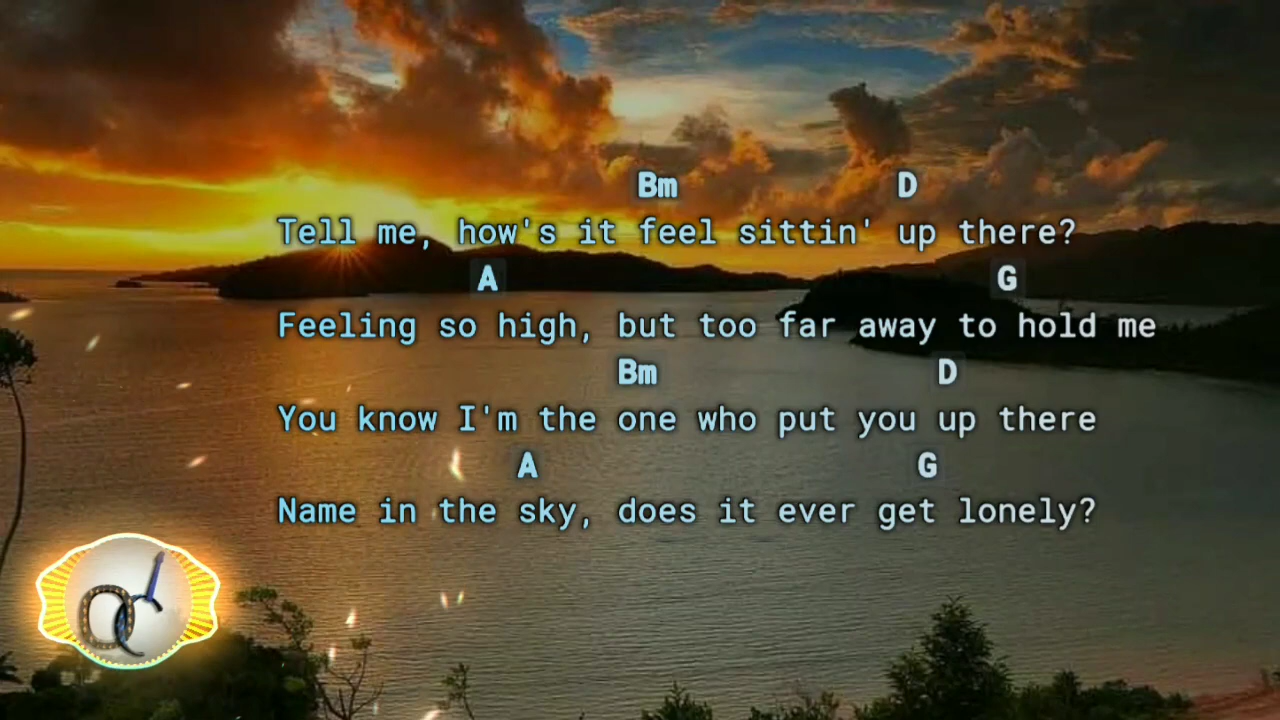 Bm D
Tell me, how's it feel sittin' up there?
A G
Feeling so high, but too far away to hold me
Bm D
You know I'm the one who put you up there
A G
Name in the sky, does it ever get lonely?